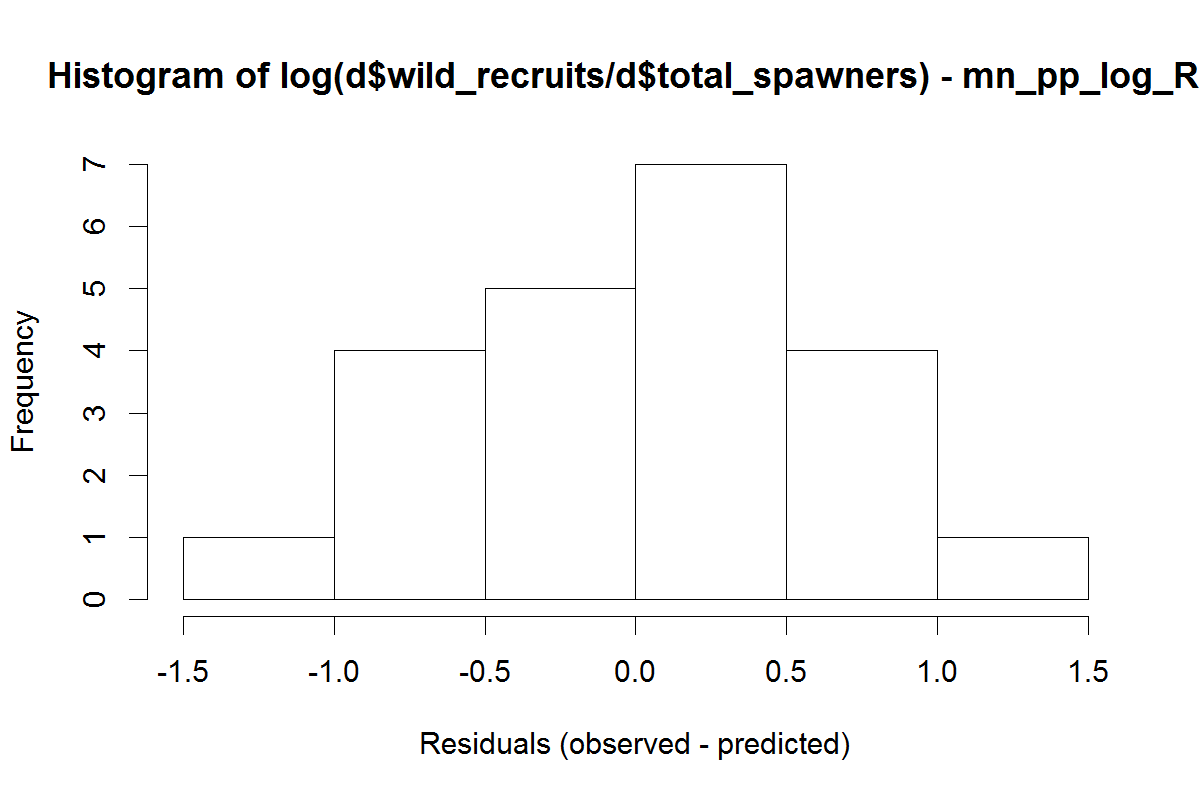 Histogram of log(d$wild_recruits/d$total_spawners) - mn_pp_log_R
7
6
5
4
3
2
1
0
Frequency
-1.5 -1.0 -0.5 0.0 0.5 1.0 1.5
Residuals (observed - predicted)